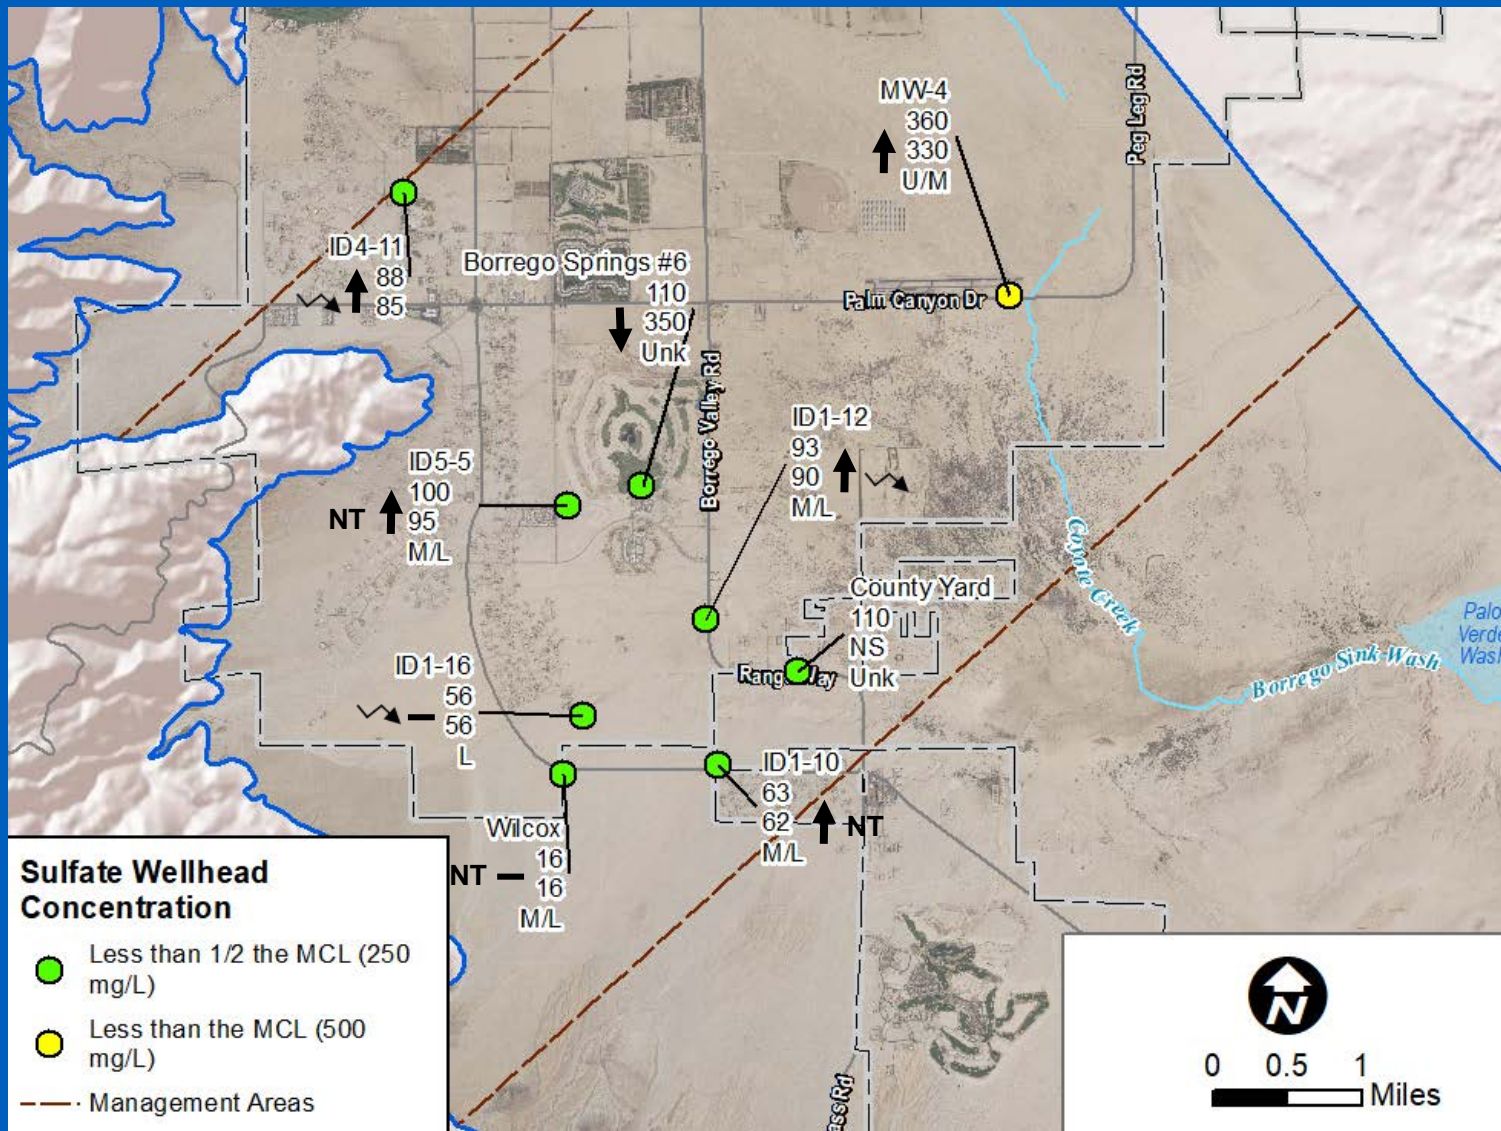 MW-4
360
330
U/M
Peg Leg Rd
ID4-11
88
85
Borrego Springs #6
110
350
Unk
Palm Canyon Dr
Borrego Valley Rd
ID1-12
93
90
M/L
ID5-5
100
NT
95
M/L
Coyote Creek
County Yard
110
NS
Unk
Palo
Verde
Wash
Borrego Sink Wash
ID1-16
56
56
L
ID1-10
63
62
NT
M/L
Wilcox
16
NT
16
M/L
Sulfate Wellhead
Concentration
Less than 1/2 the MCL (250
mg/L)
Less than the MCL (500
mg/L)
Management Areas
N
0 0.5 1
Miles